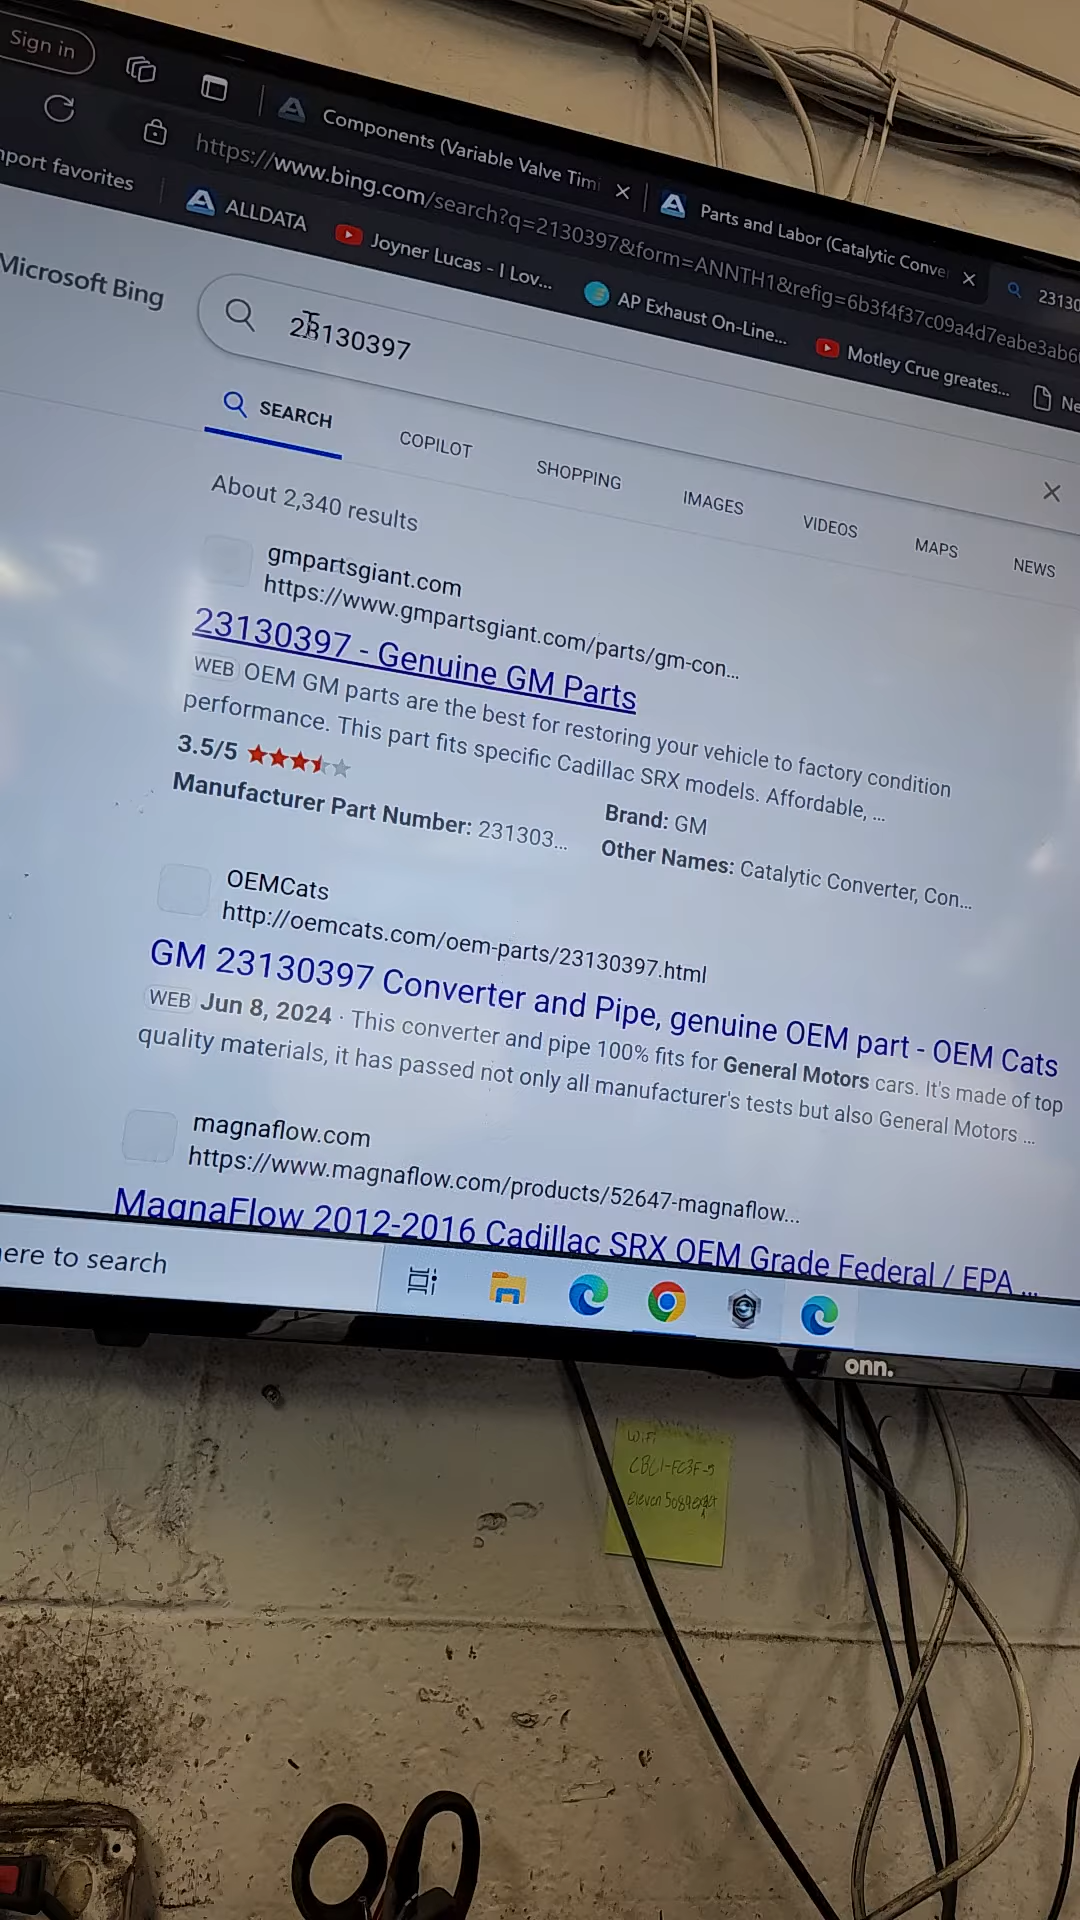 Sign in
Components (Variable Valve Timi
Parts and Labor (Catalytic Conve
23130
https://www.bing.com/search?q=2130397&form=ANNTH1&refig=6b3f4f37c09a4d7eabe3ab6
mport favorites
ALLDATA
Joyner Lucas - I Lov...
AP Exhaust On-Line...
Motley Crue greates...
Ne
Microsoft Bing
23130397
SEARCH
COPILOT
SHOPPING
IMAGES
VIDEOS
MAPS
NEWS
About 2,340 results
gmpartsgiant.com
https://www.gmpartsgiant.com/parts/gm-con...
23130397 - Genuine GM Parts
WEB OEM GM parts are the best for restoring your vehicle to factory condition
performance. This part fits specific Cadillac SRX models. Affordable, ...
3.5/5
Manufacturer Part Number: 231303...
Brand: GM
Other Names: Catalytic Converter, Con...
OEMCats
http://oemcats.com/oem-parts/23130397.html
GM 23130397 Converter and Pipe, genuine OEM part - OEM Cats
WEB Jun 8, 2024 · This converter and pipe 100% fits for General Motors cars. It's made of top
quality materials, it has passed not only all manufacturer's tests but also General Motors ...
magnaflow.com
https://www.magnaflow.com/products/52647-magnaflow...
MagnaFlow 2012-2016 Cadillac SRX OEM Grade Federal / EPA ...
ere to search
onn.
WiFi